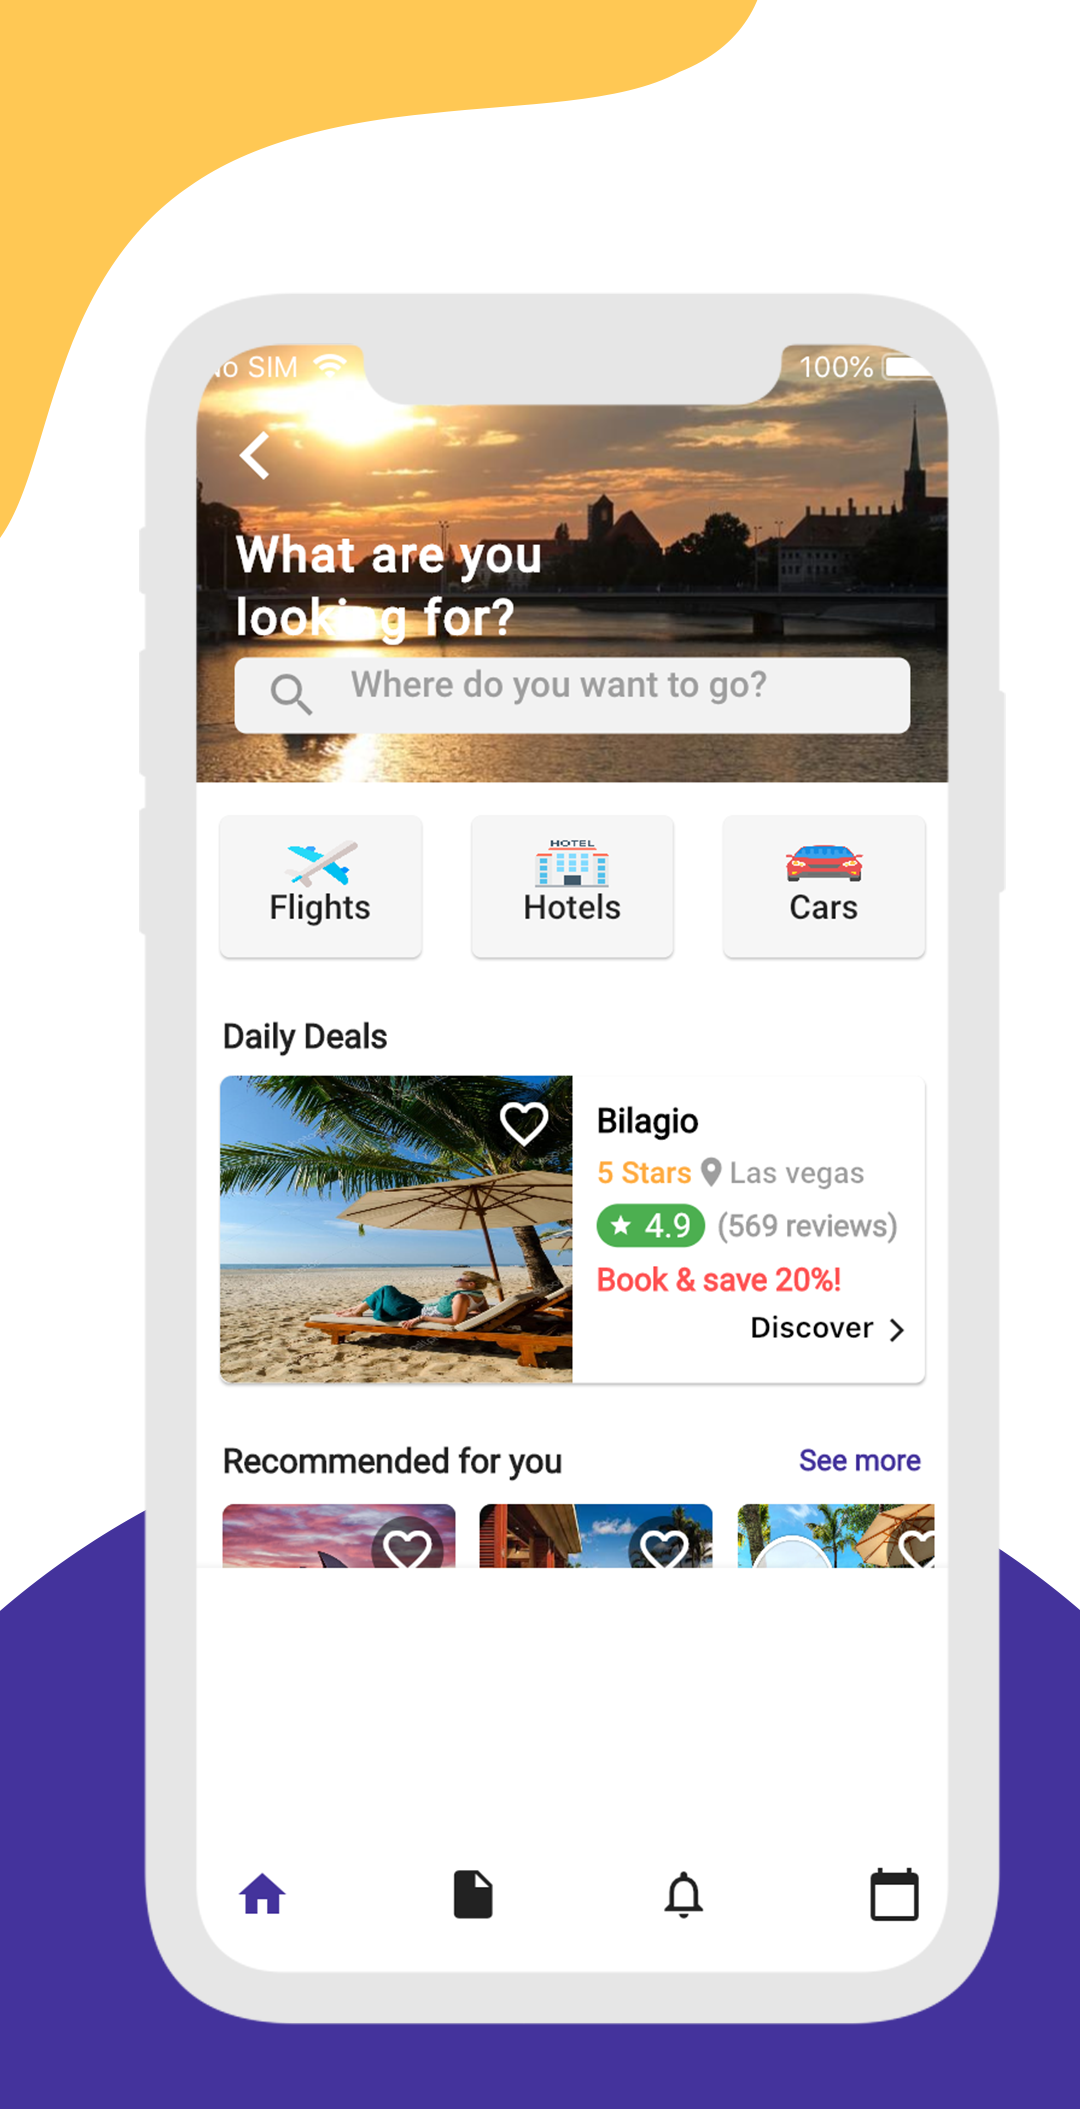 No SIM 100%
What are you
looking for?
Where do you want to go?
HOTEL
Flights Hotels Cars
Daily Deals
Bilagio
5 Stars Las vegas
4.9 (569 reviews)
Book & save 20%!
Discover
Recommended for you See more